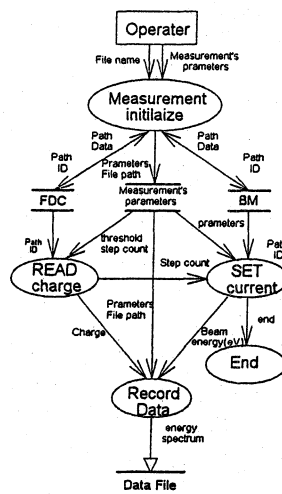 Operater
File name
Measurement's
prameters
Measurement
initilaize
Path
Data
Path
Data
Path
ID
Prameters
File path
Path
ID
FDC
Measurement's
parameters
BM
Path
ID
threshold
step count
prameters
Path
ID
READ
charge
Step count
SET
current
Prameters
File path
end
Charge
Beam
energy(eV)
End
Record
Data
energy
spectrum
Data File